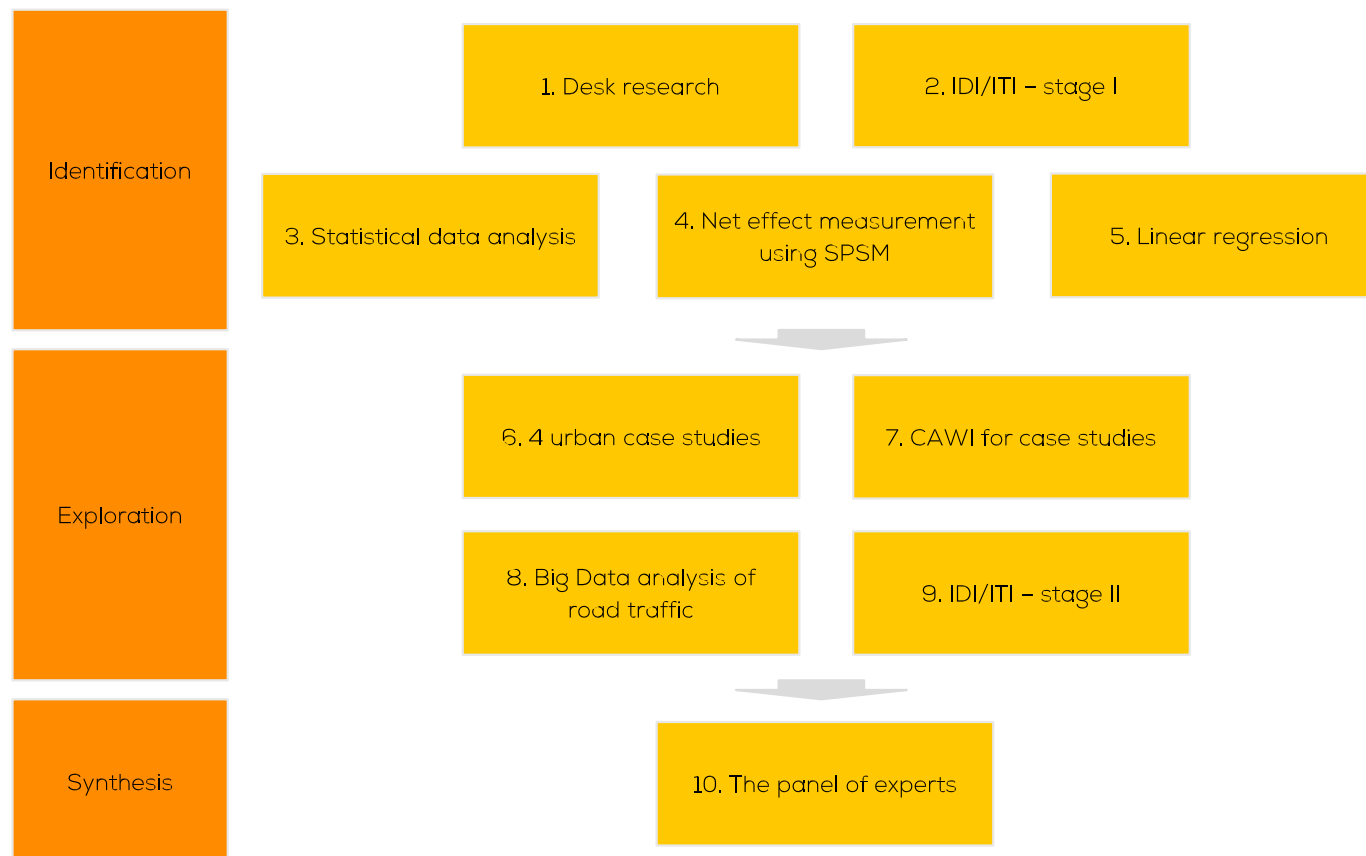 Identification
1. Desk research
2. IDI/ITI – stage I
3. Statistical data analysis
4. Net effect measurement
using SPSM
5. Linear regression
Exploration
6. 4 urban case studies
7. CAWI for case studies
8. Big Data analysis of
road traffic
9. IDI/ITI – stage II
Synthesis
10. The panel of experts